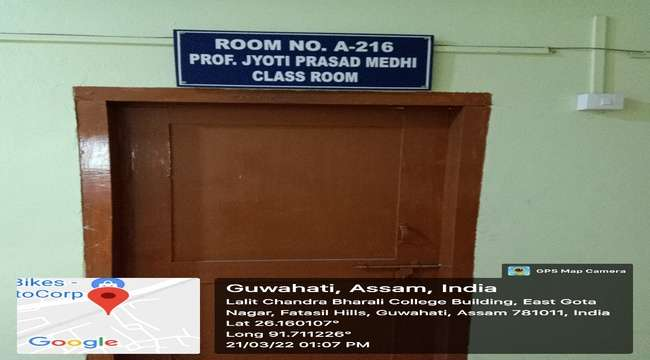 ROOM NO. A-216
PROF. JYOTI PRASAD MEDHI
CLASS ROOM
GPS Map Camera
Bikes -
toCorp
Google
Guwahati, Assam, India
Lalit Chandra Bharali College Building, East Gota
Nagar, Fatasil Hills, Guwahati, Assam 781011, India
Lat 26.160107°
Long 91.711226°
21/03/22 01:07 PM